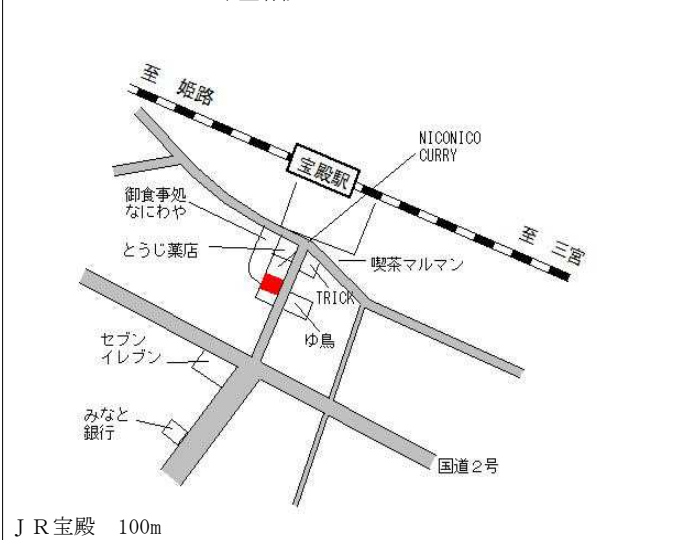 至 姫路
NICONICO
CURRY
宝殿駅
御食事処
なにわや
至 三宮
とうじ薬店
喫茶マルマン
TRICK
ゆ鳥
セブン
イレブン
みなと
銀行
国道2号
JR宝殿 100m